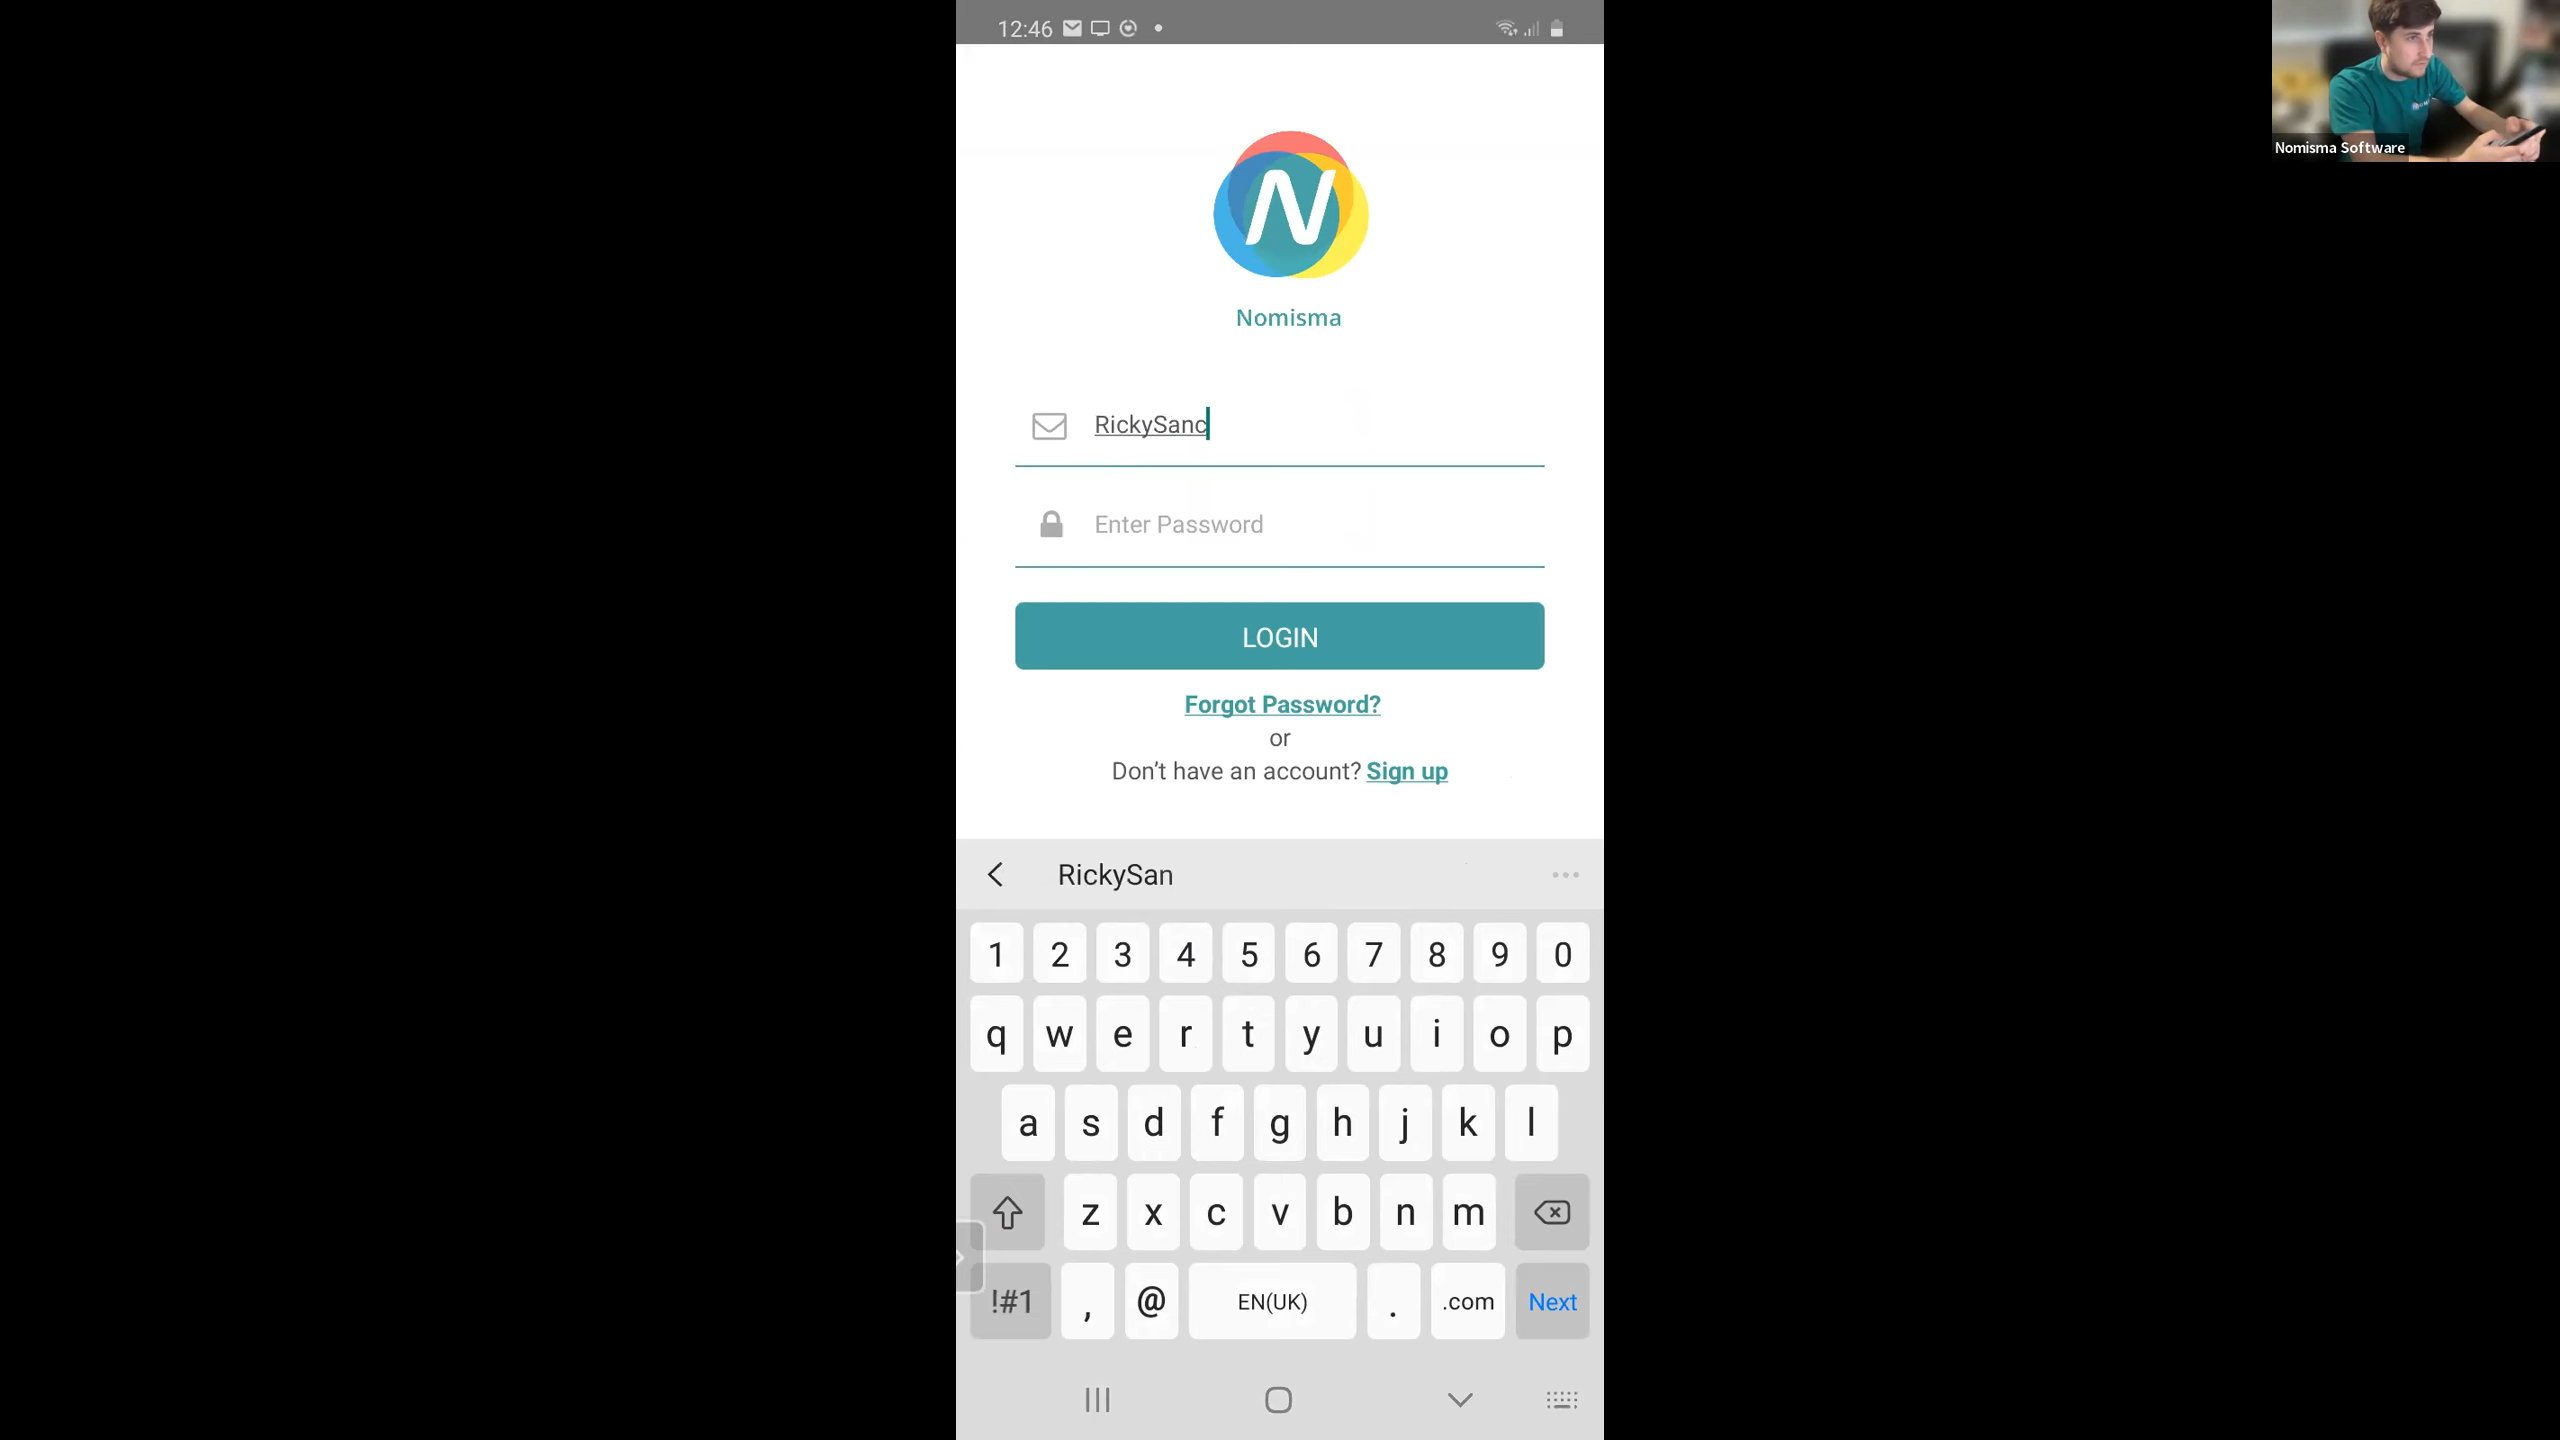 12:46
Nomisma Software
N
Nomisma
RickySanc
Enter Password
LOGIN
Forgot Password?
or
Don't have an account? Sign up
RickySan
1 2 3 4 5 6 7 8 9 0
q w e r t y u i o p
a s d f g h j k l
z x c v b n m
!#1 , @ EN(UK) . .com Next